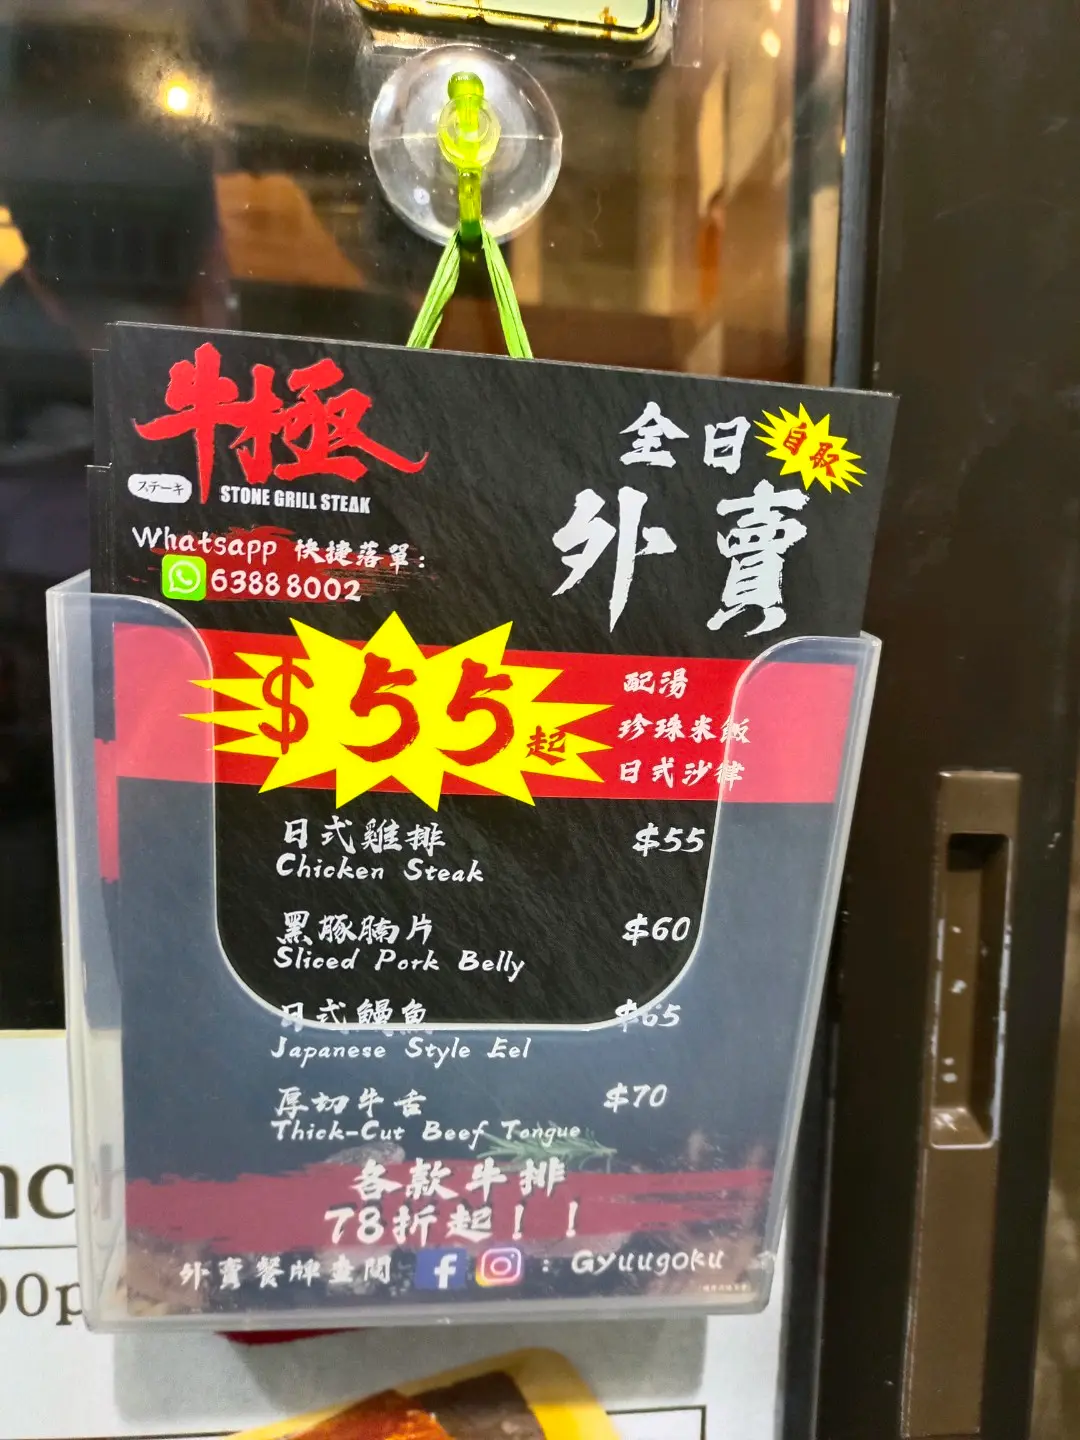 牛極
ステーキ
STONE GRILL STEAK
全日
自取
外賣
Whatsapp 快捷落單:
63888002
$55起
配湯
珍珠米飯
日式沙律
日式雞排 $55
Chicken Steak
黑豚腩片 $60
Sliced Pork Belly
日式鰻魚 $65
Japanese Style Eel
厚切牛舌 $70
Thick-Cut Beef Tongue
各款牛排
78折起！！
外賣餐牌查閱 : Gyuugoku
nc
00p